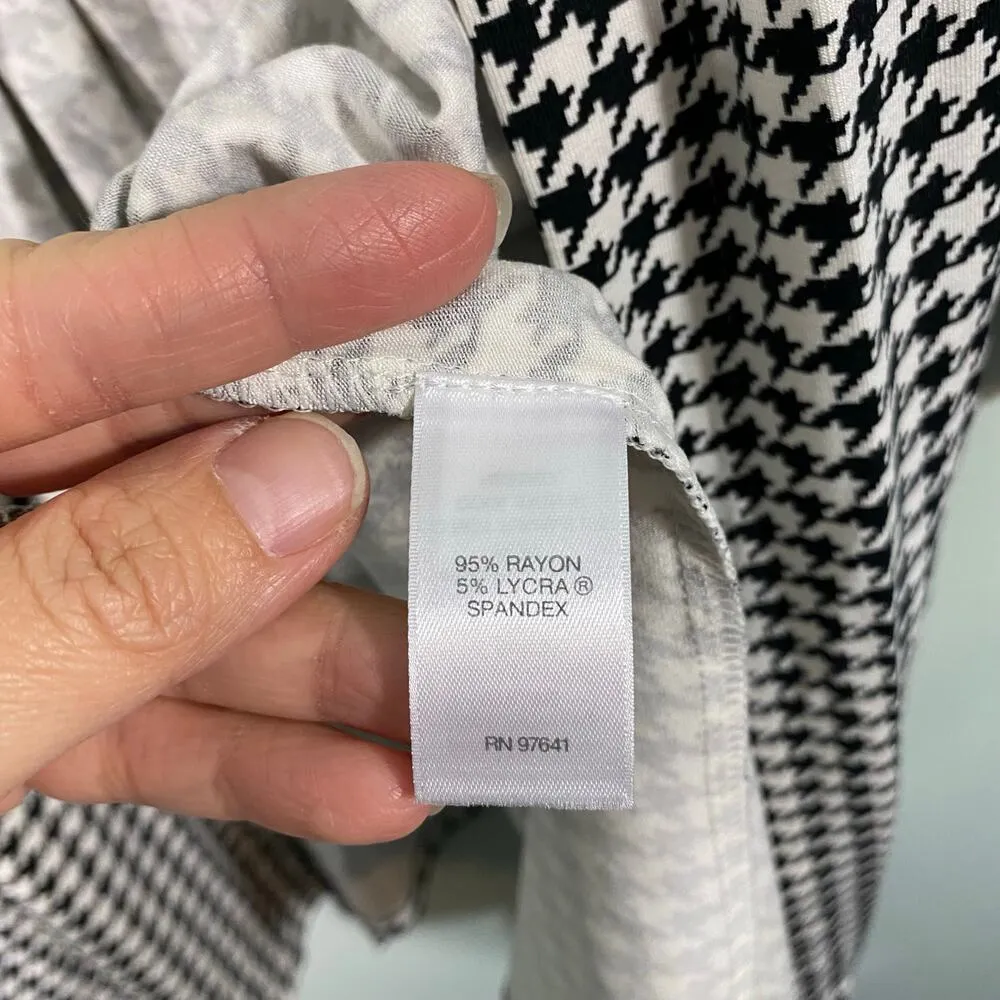 95% RAYON
5% LYCRA®
SPANDEX
RN 97641